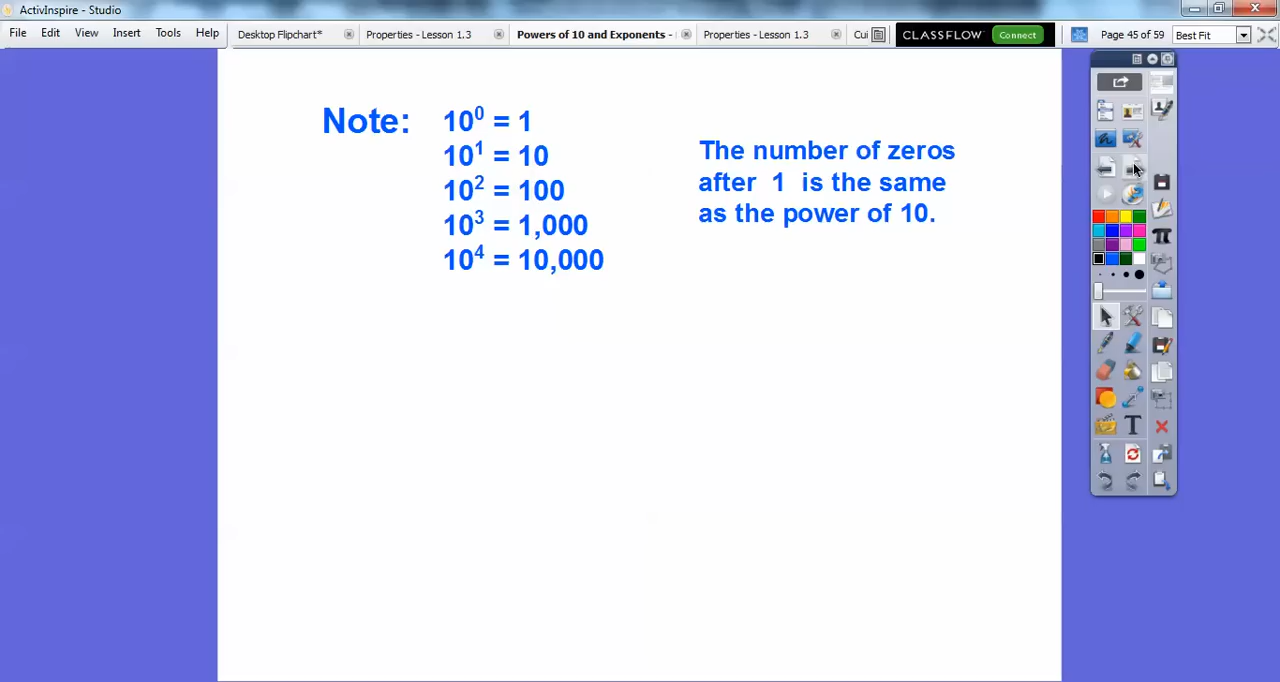 ActivInspire - Studio
File Edit View Insert Tools Help
Desktop Flipchart* Properties - Lesson 1.3 Powers of 10 and Exponents - Properties - Lesson 1.3 Cui
CLASSFLOW Connect
Page 45 of 59 Best Fit
Note: 10⁰ = 1
10¹ = 10
10² = 100
10³ = 1,000
10⁴ = 10,000
The number of zeros
after 1 is the same
as the power of 10.